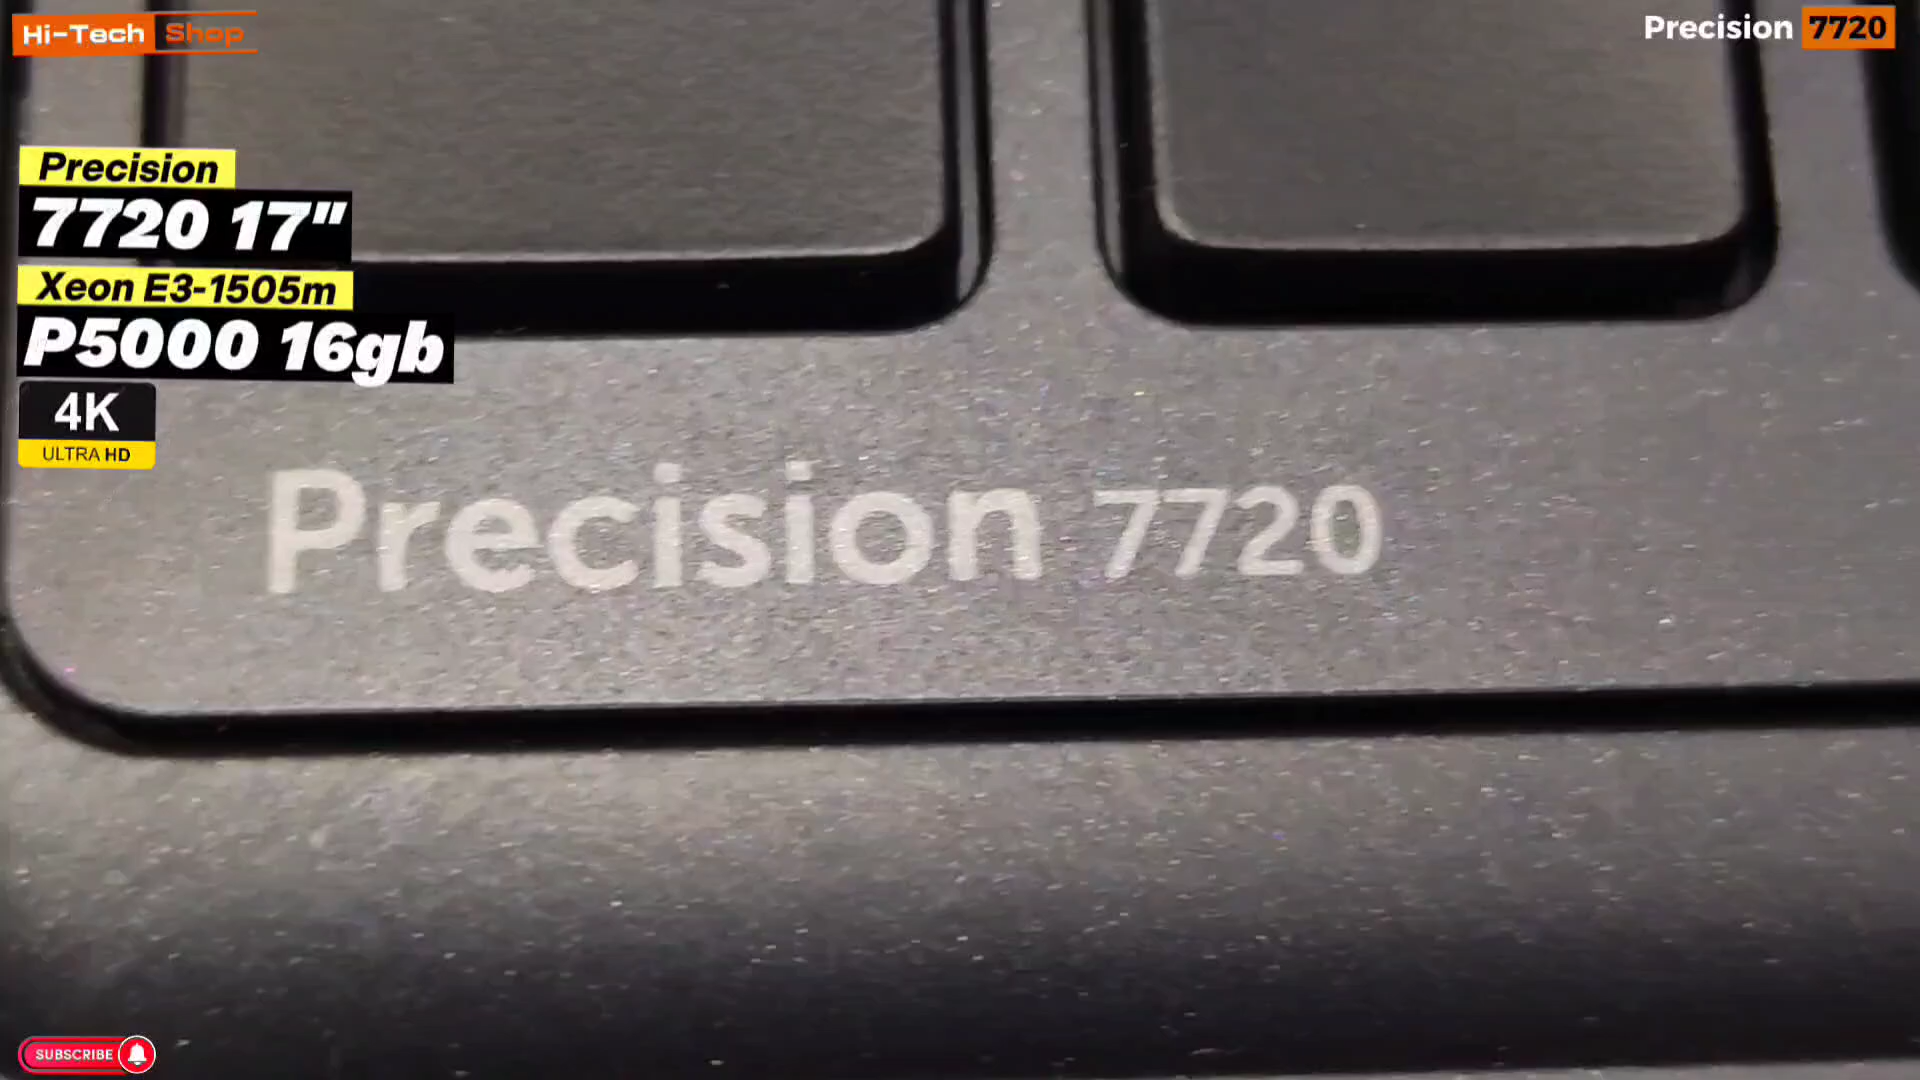 Hi-Tech Shop
Precision 7720
Precision
7720 17"
Xeon E3-1505m
P5000 16gb
4K
ULTRA HD
Precision 7720
SUBSCRIBE